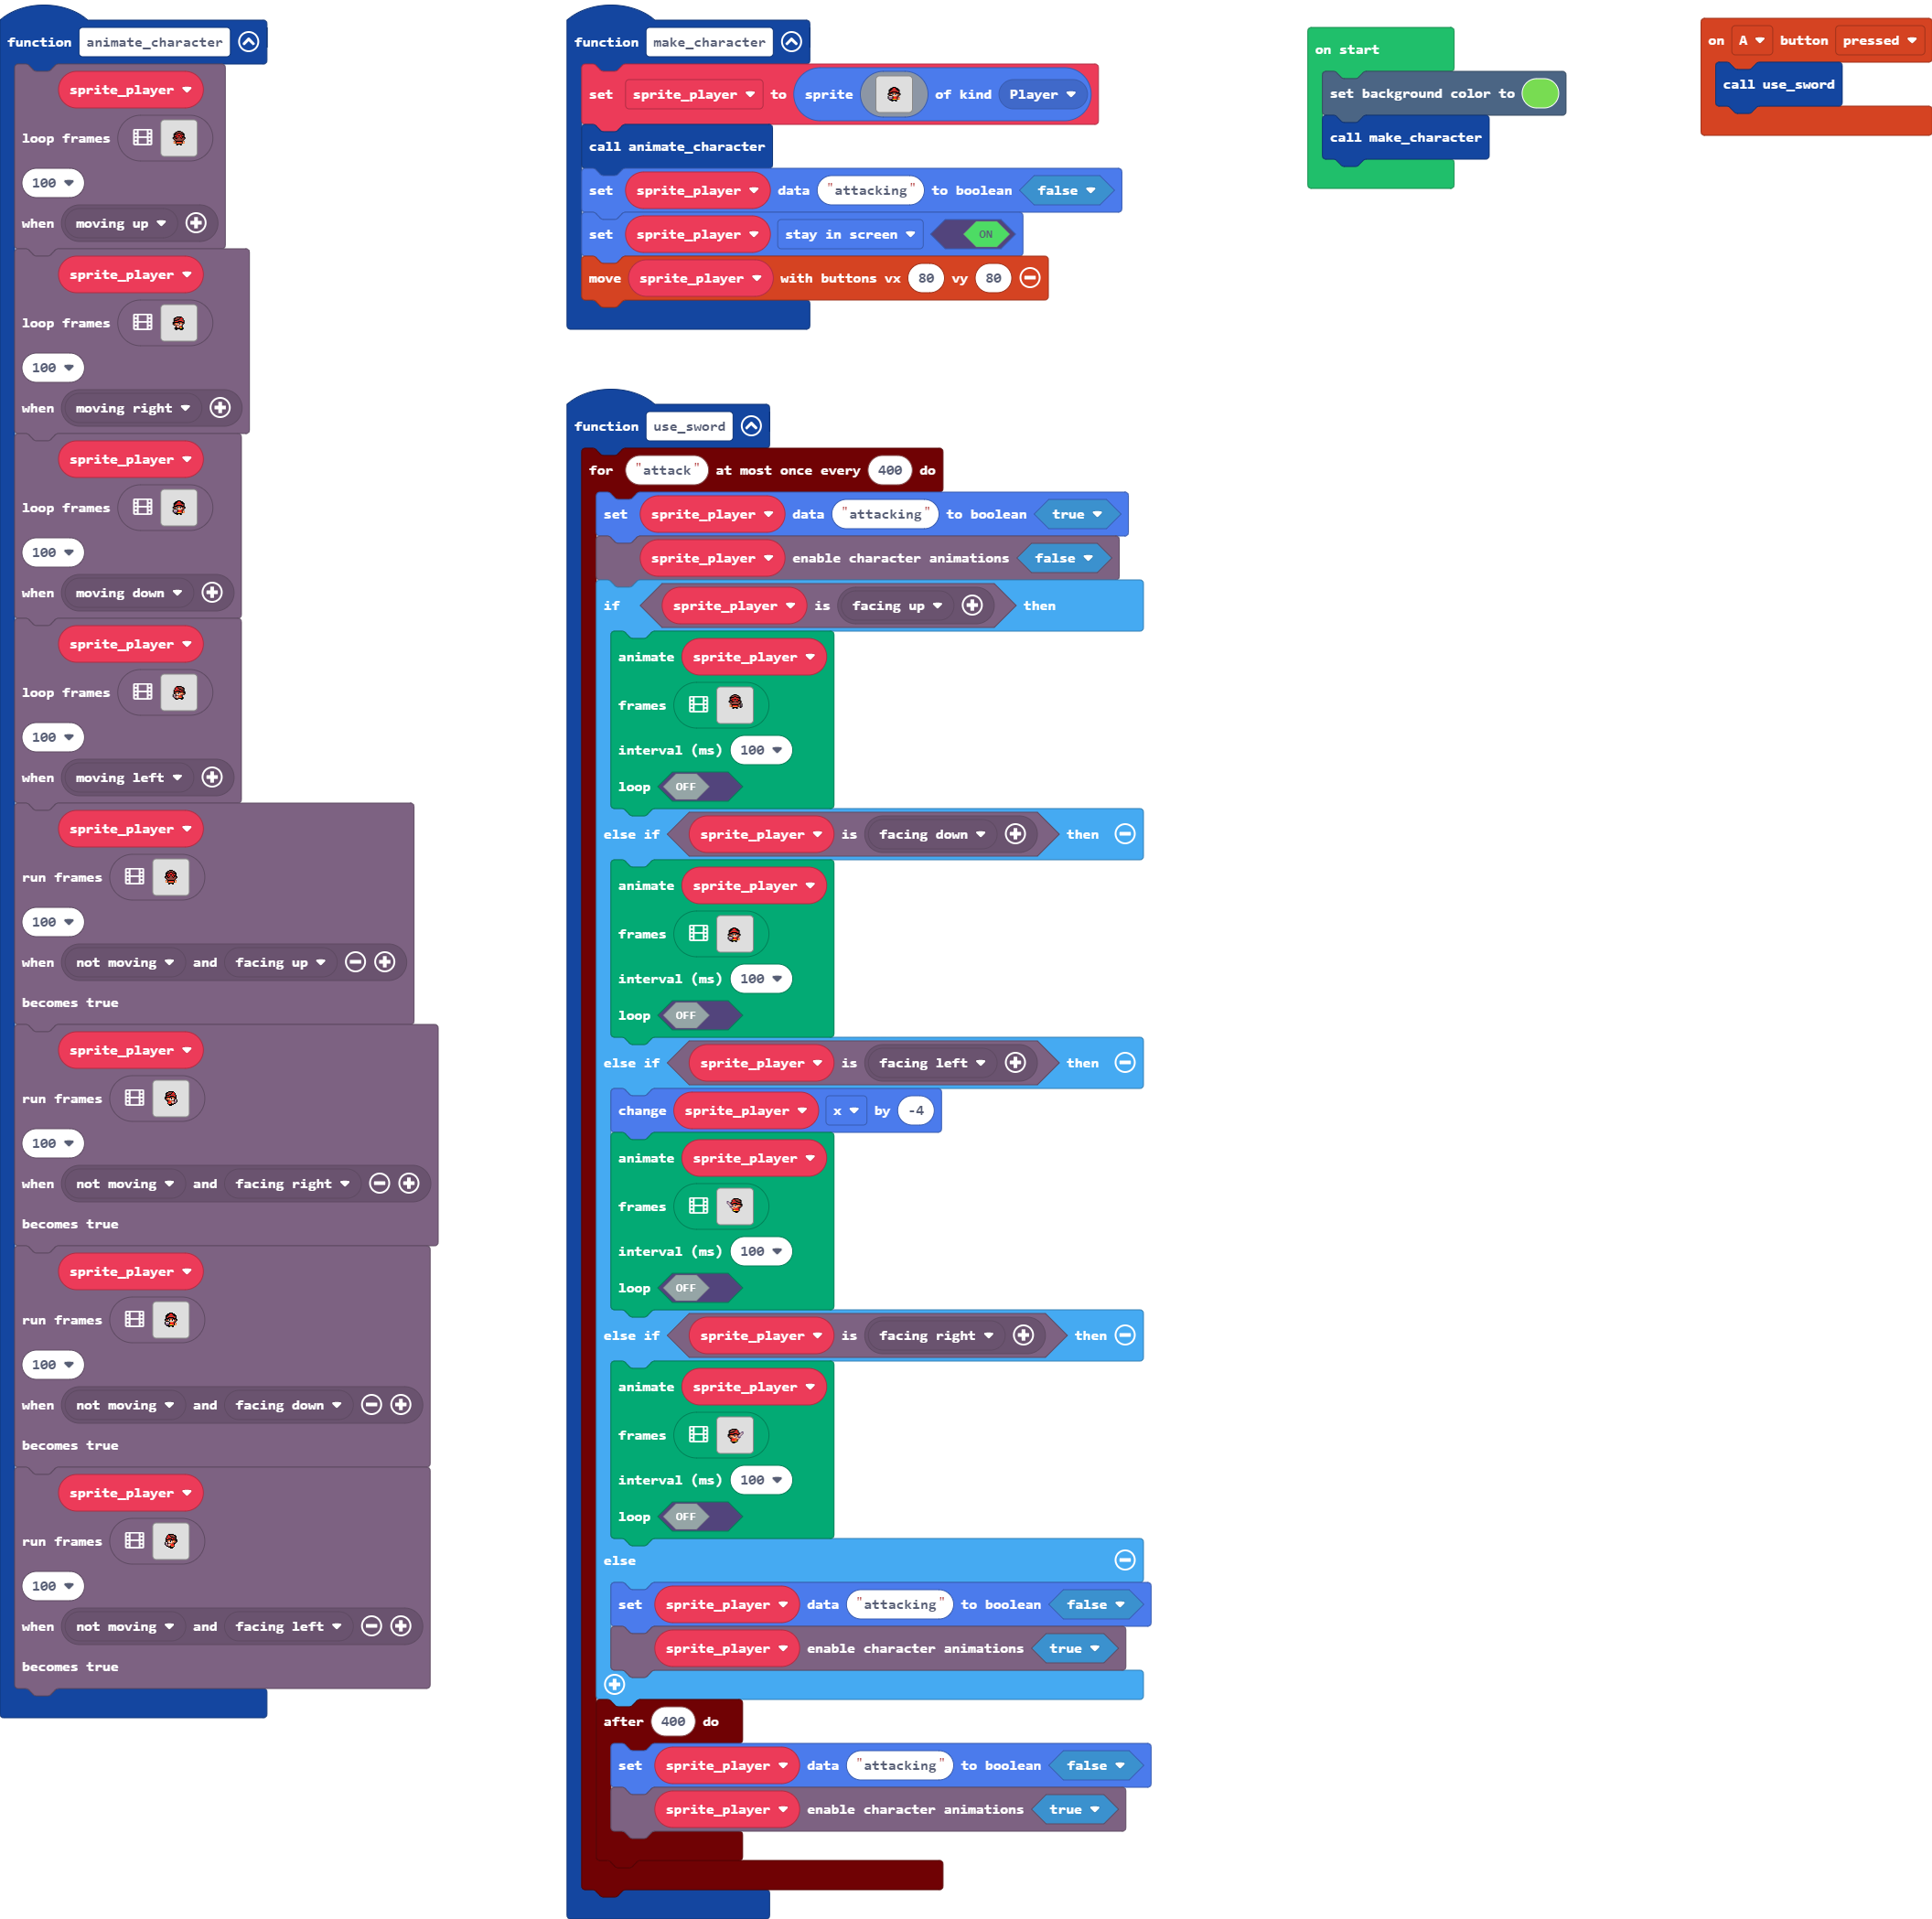 function animate_character
sprite_player
loop frames
100
when moving up
sprite_player
loop frames
100
when moving right
sprite_player
loop frames
100
when moving down
sprite_player
loop frames
100
when moving left
sprite_player
run frames
100
when not moving and facing up
becomes true
sprite_player
run frames
100
when not moving and facing right
becomes true
sprite_player
run frames
100
when not moving and facing down
becomes true
sprite_player
run frames
100
when not moving and facing left
becomes true
function make_character
set sprite_player to sprite of kind Player
call animate_character
set sprite_player data "attacking" to boolean false
set sprite_player stay in screen ON
move sprite_player with buttons vx 80 vy 80
function use_sword
for "attack" at most once every 400 do
set sprite_player data "attacking" to boolean true
sprite_player enable character animations false
if sprite_player is facing up then
animate sprite_player
frames
interval (ms) 100
loop OFF
else if sprite_player is facing down then
animate sprite_player
frames
interval (ms) 100
loop OFF
else if sprite_player is facing left then
change sprite_player x by -4
animate sprite_player
frames
interval (ms) 100
loop OFF
else if sprite_player is facing right then
animate sprite_player
frames
interval (ms) 100
loop OFF
else
set sprite_player data "attacking" to boolean false
sprite_player enable character animations true
after 400 do
set sprite_player data "attacking" to boolean false
sprite_player enable character animations true
on start
set background color to
call make_character
on A button pressed
call use_sword